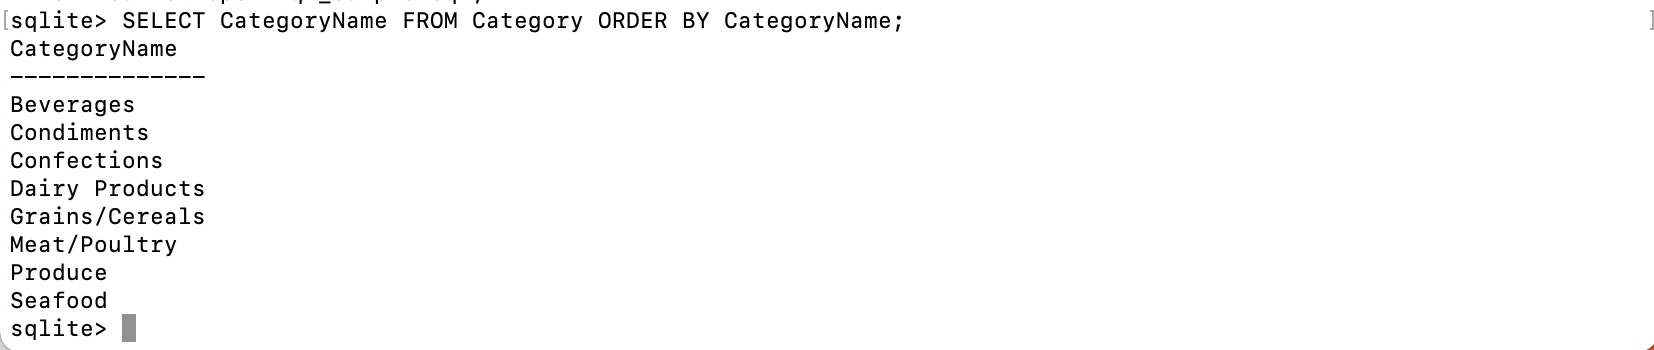 [sqlite> SELECT CategoryName FROM Category ORDER BY CategoryName; ]
CategoryName
--------------
Beverages
Condiments
Confections
Dairy Products
Grains/Cereals
Meat/Poultry
Produce
Seafood
sqlite>